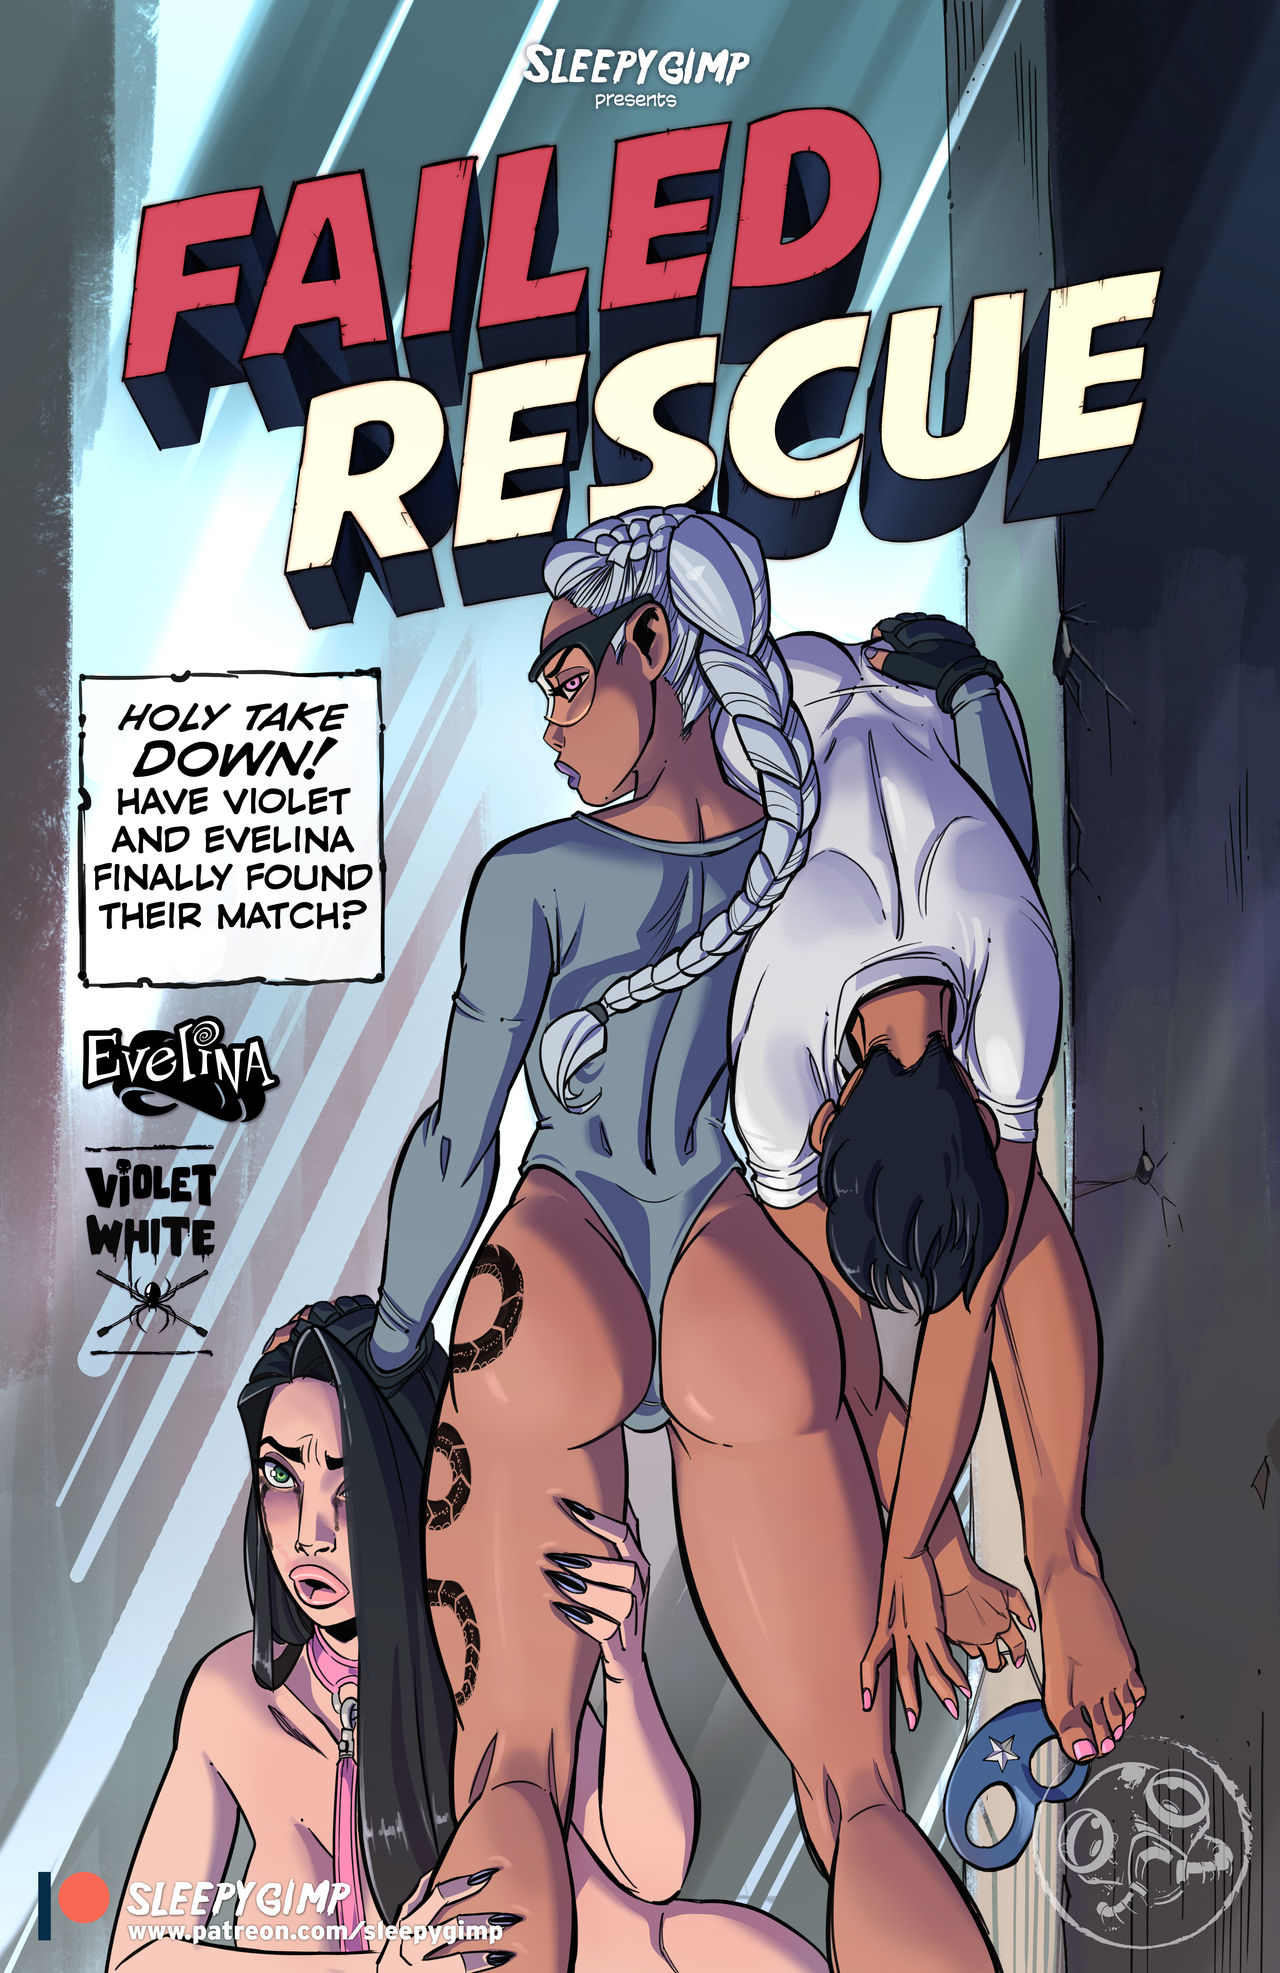 SLEEPYGIMP
presents
FAILED
RESCUE
HOLY TAKE
DOWN!
HAVE VIOLET
AND EVELINA
FINALLY FOUND
THEIR MATCH?
EVELINA
VIOLET
WHITE
SLEEPYGIMP
www.patreon.com/sleepygimp